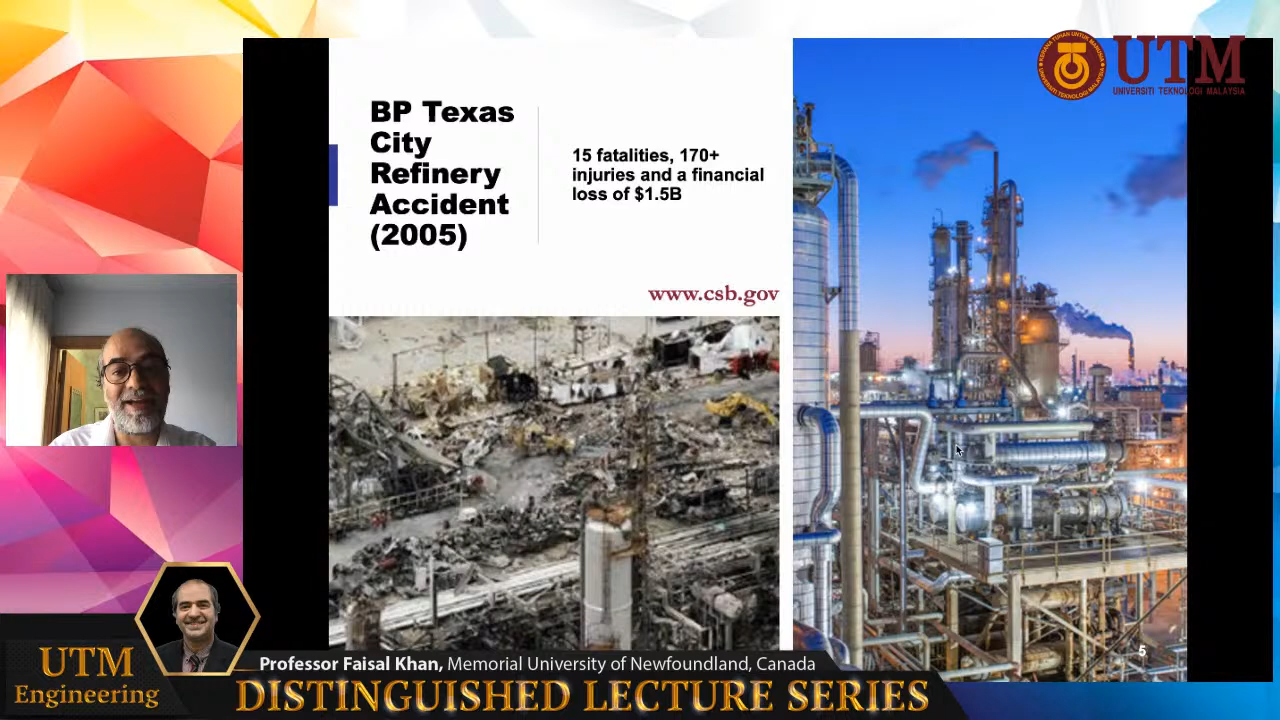 BP Texas
City
Refinery
Accident
(2005)
15 fatalities, 170+
injuries and a financial
loss of $1.5B
www.csb.gov
UTM
UNIVERSITI TEKNOLOGI MALAYSIA
5
UTM
Engineering
Professor Faisal Khan, Memorial University of Newfoundland, Canada
DISTINGUISHED LECTURE SERIES